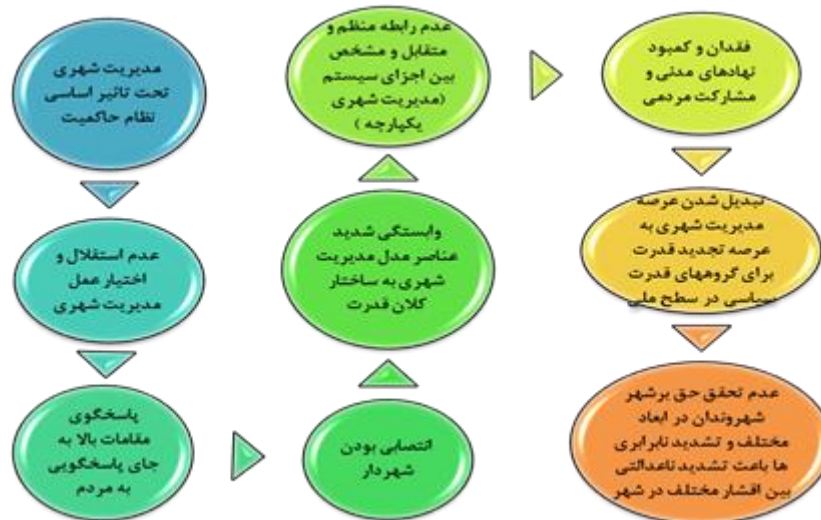 مدیریت شهری
تحت تاثیر اساسی
نظام حاکمیت
عدم استقلال و
اختیار عمل
مدیریت شهری
پاسخگوی
مقامات بالا به
جای پاسخگویی
به مردم
انتصابی بودن
شهردار
وابستگی شدید
عناصر مدل مدیریت
شهری به ساختار
کلان قدرت
عدم رابطه منظم و
متقابل و مشخص
بین اجزای سیستم
(مدیریت شهری
یکپارچه )
فقدان و کمبود
نهادهای مدنی و
مشارکت مردمی
تبدیل شدن عرصه
مدیریت شهری به
عرصه تجدید قدرت
برای گروههای قدرت
سیاسی در سطح ملی
عدم تحقق حق برشهر
شهروندان در ابعاد
مختلف و تشدید نابرابری
ها باعث تشدید ناعدالتی
بین اقشار مختلف در شهر